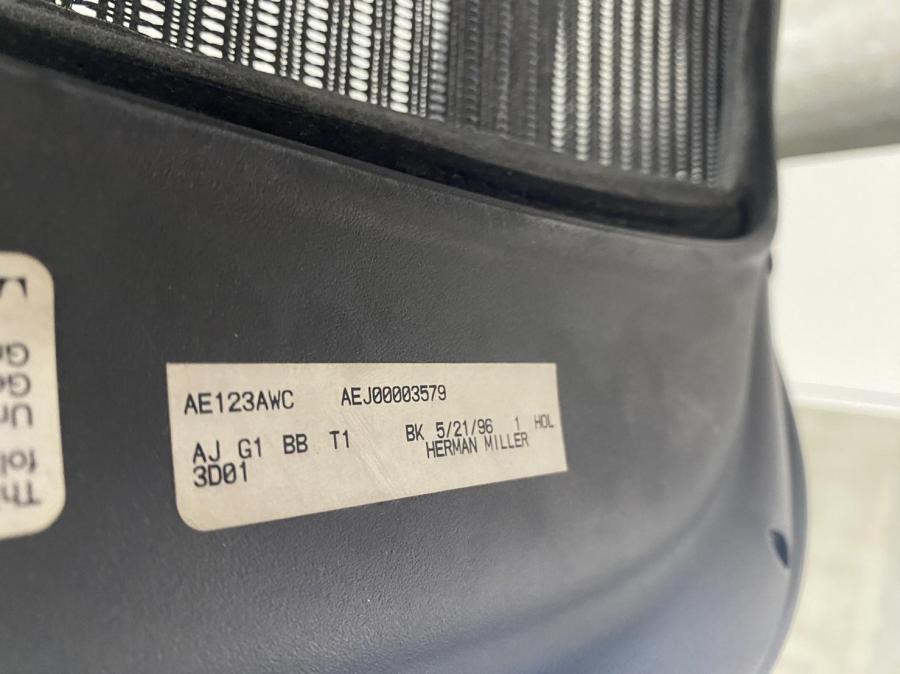 AE123AWC AEJ00003579
AJ G1 BB T1 BK 5/21/96 1 HOL
3D01 HERMAN MILLER